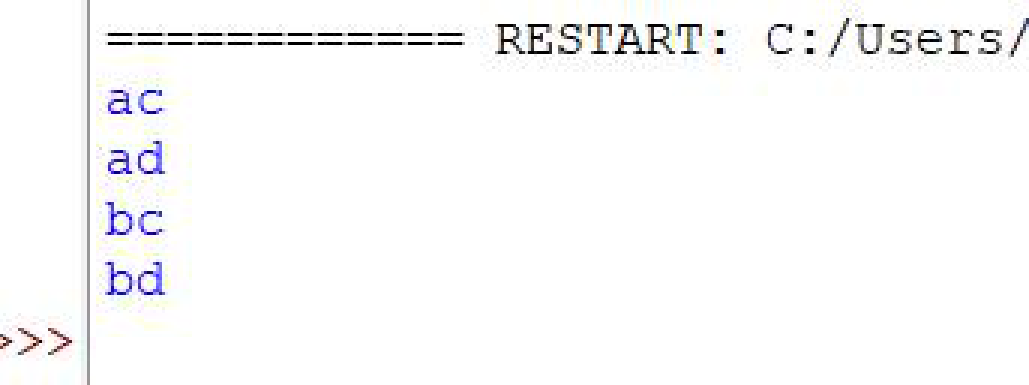 ============ RESTART: C:/Users/
ac
ad
bc
bd
>>>